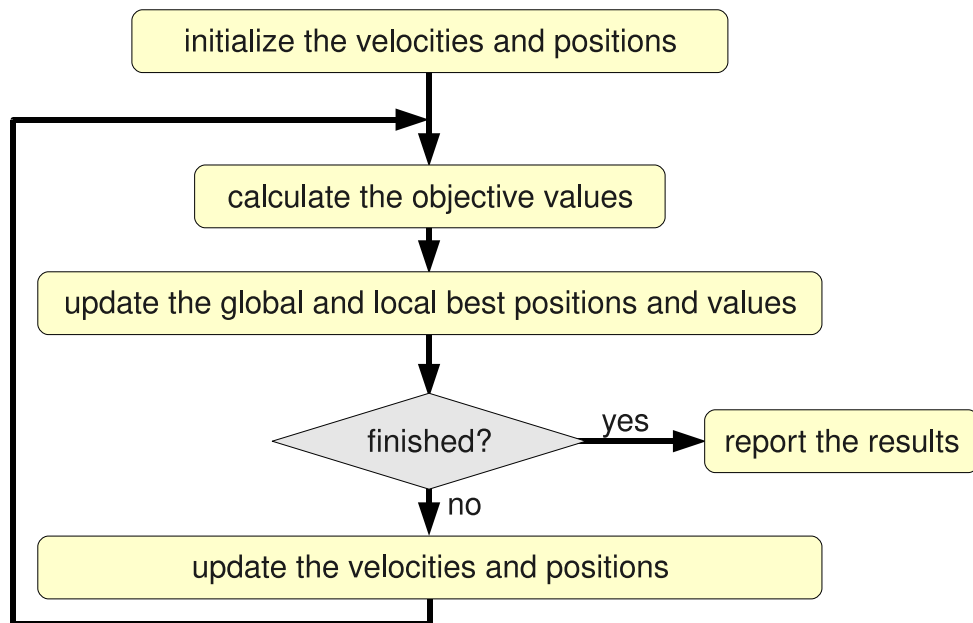 initialize the velocities and positions
calculate the objective values
update the global and local best positions and values
finished?
yes
report the results
no
update the velocities and positions